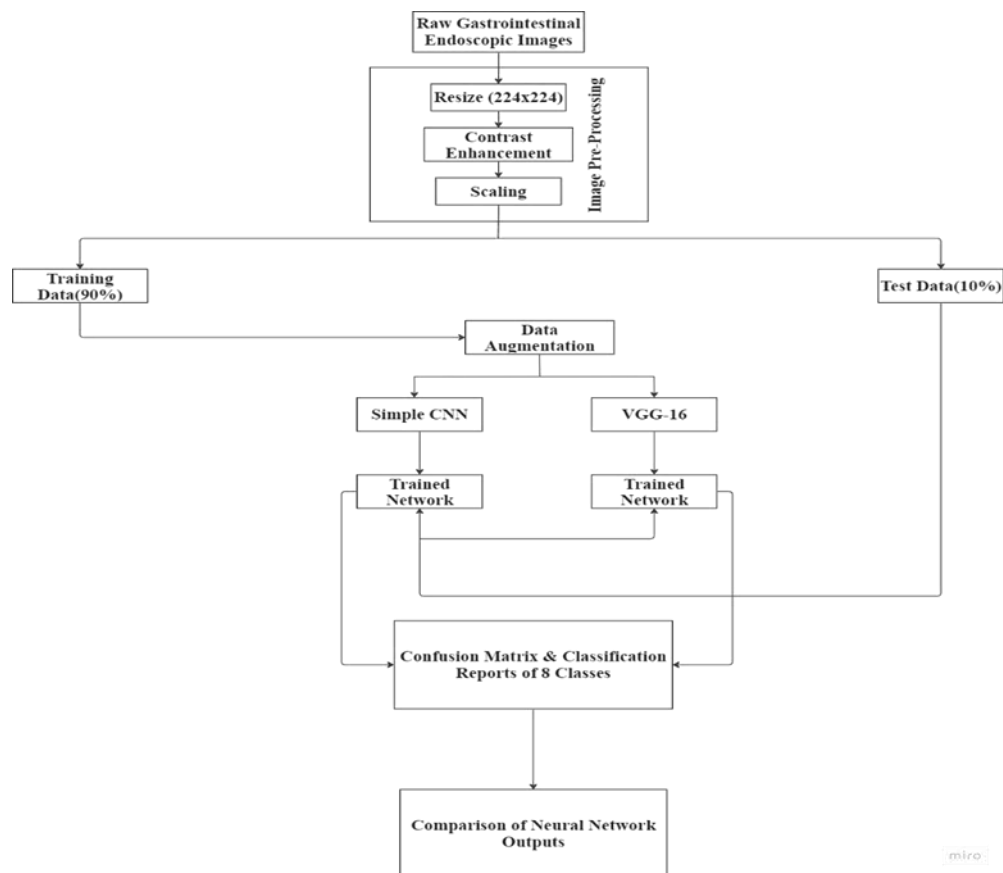 Raw Gastrointestinal
Endoscopic Images
Resize (224x224)
Contrast
Enhancement
Scaling
Image Pre-Processing
Training
Data(90%)
Test Data(10%)
Data
Augmentation
Simple CNN
VGG-16
Trained
Network
Trained
Network
Confusion Matrix & Classification
Reports of 8 Classes
Comparison of Neural Network
Outputs
miro